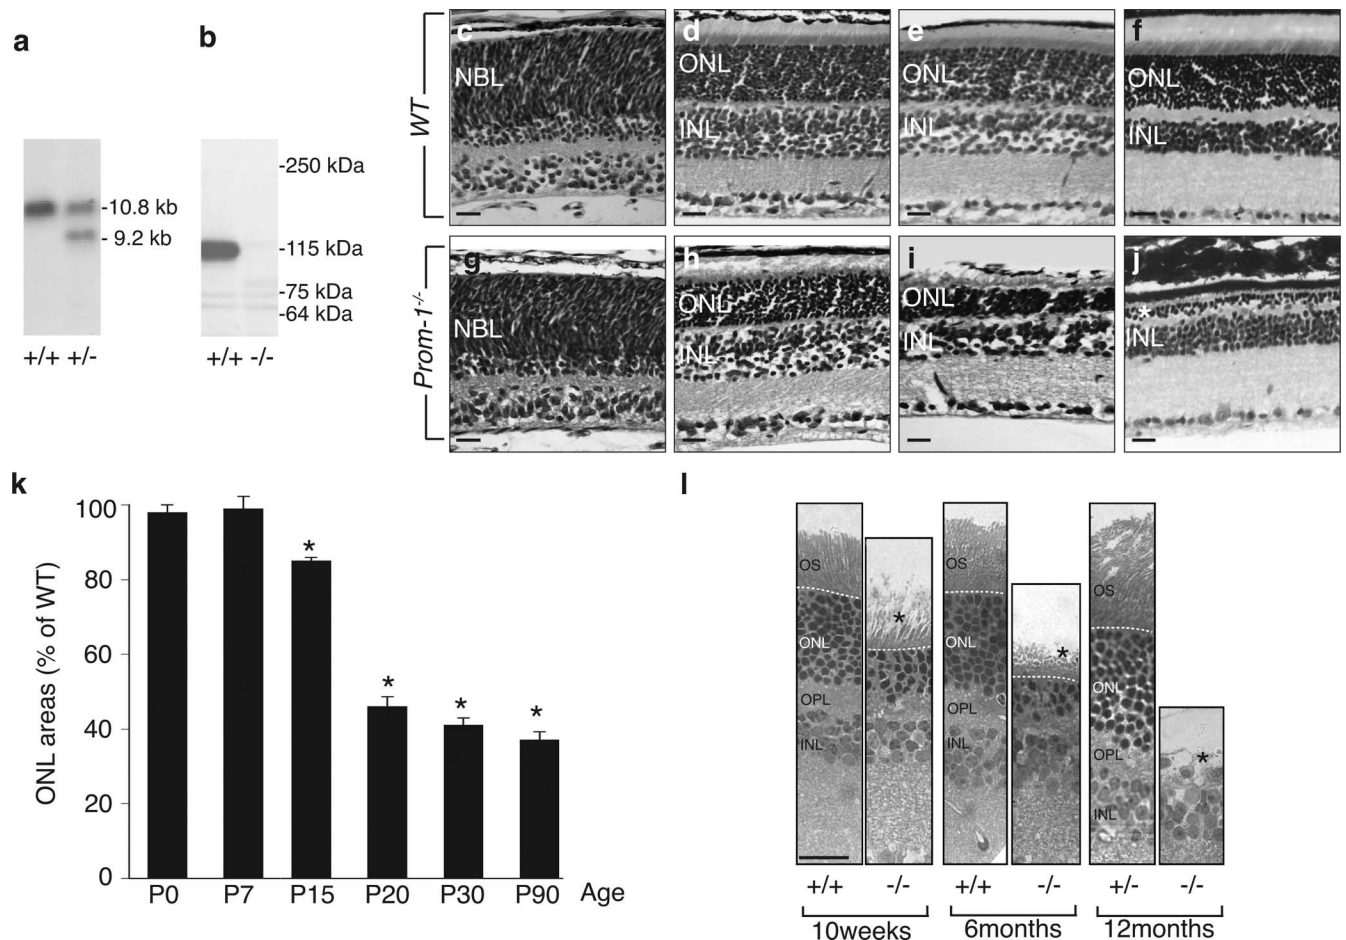 a
b
-10.8 kb
- 9.2 kb
+/+ +/-
-250 kDa
-115 kDa
-75 kDa
-64 kDa
+/+ -/-
WT
Prom-1-/-
c
NBL
d
ONL
INL
e
ONL
INL
f
ONL
INL
g
NBL
h
ONL
INL
i
ONL
INl
j
*
INL
k
ONL areas (% of WT)
100
80
60
40
20
0
*
*
*
*
P0 P7 P15 P20 P30 P90 Age
l
OS
ONL
OPL
INL
*
OS
ONL
OPL
INL
*
OS
ONL
OPL
INL
*
+/+ -/- +/+ -/- +/- -/-
10weeks 6months 12months